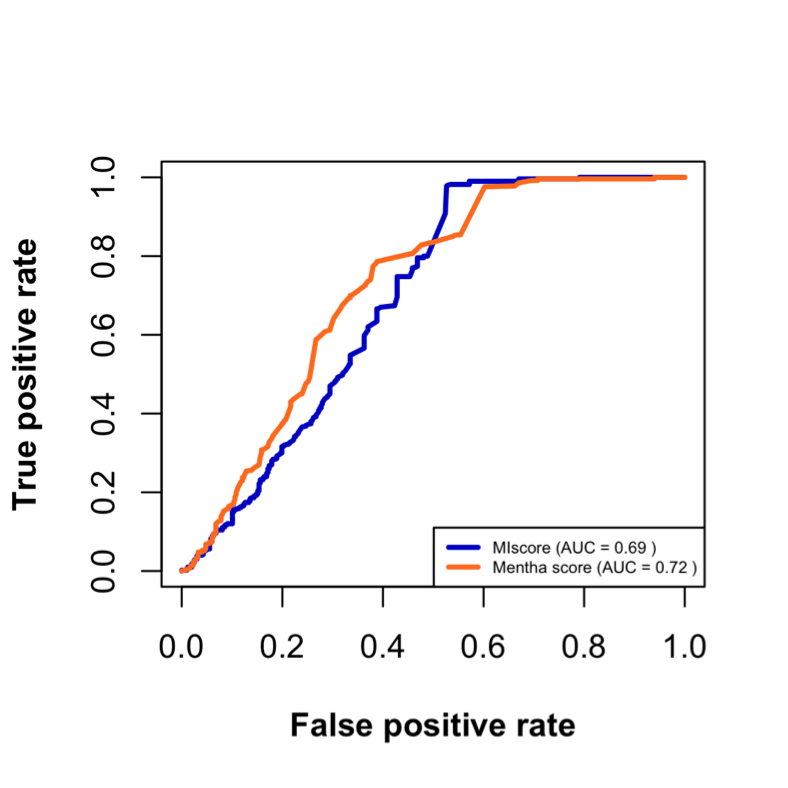 True positive rate
1.0
0.8
0.6
0.4
0.2
0.0
MIscore (AUC = 0.69 )
Mentha score (AUC = 0.72 )
0.0 0.2 0.4 0.6 0.8 1.0
False positive rate